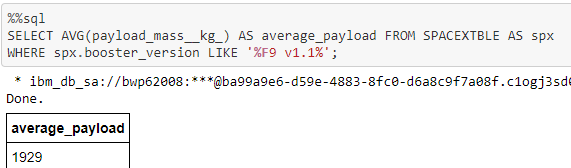 %%sql
SELECT AVG(payload_mass__kg_) AS average_payload FROM SPACEXTBLE AS spx
WHERE spx.booster_version LIKE '%F9 v1.1%';
* ibm_db_sa://bwp62008:***@ba99a9e6-d59e-4883-8fc0-d6a8c9f7a08f.c1ogj3sd
Done.
average_payload
1929